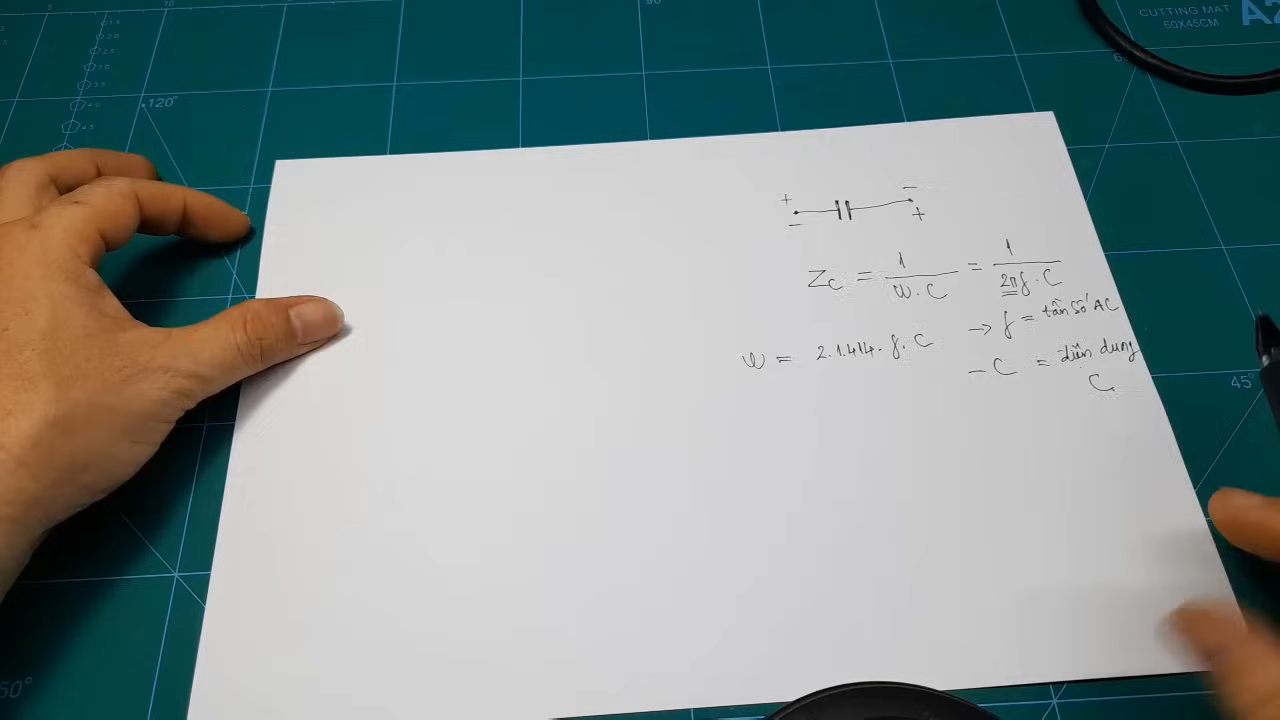 120°
CUTTING MAT
50X45CM
+ −
− +
Zc = 1/(ω.C) = 1/(2πf.C)
ω = 2.1.414.f.C
→ f = tần số AC
− C = điện dung
C
45°